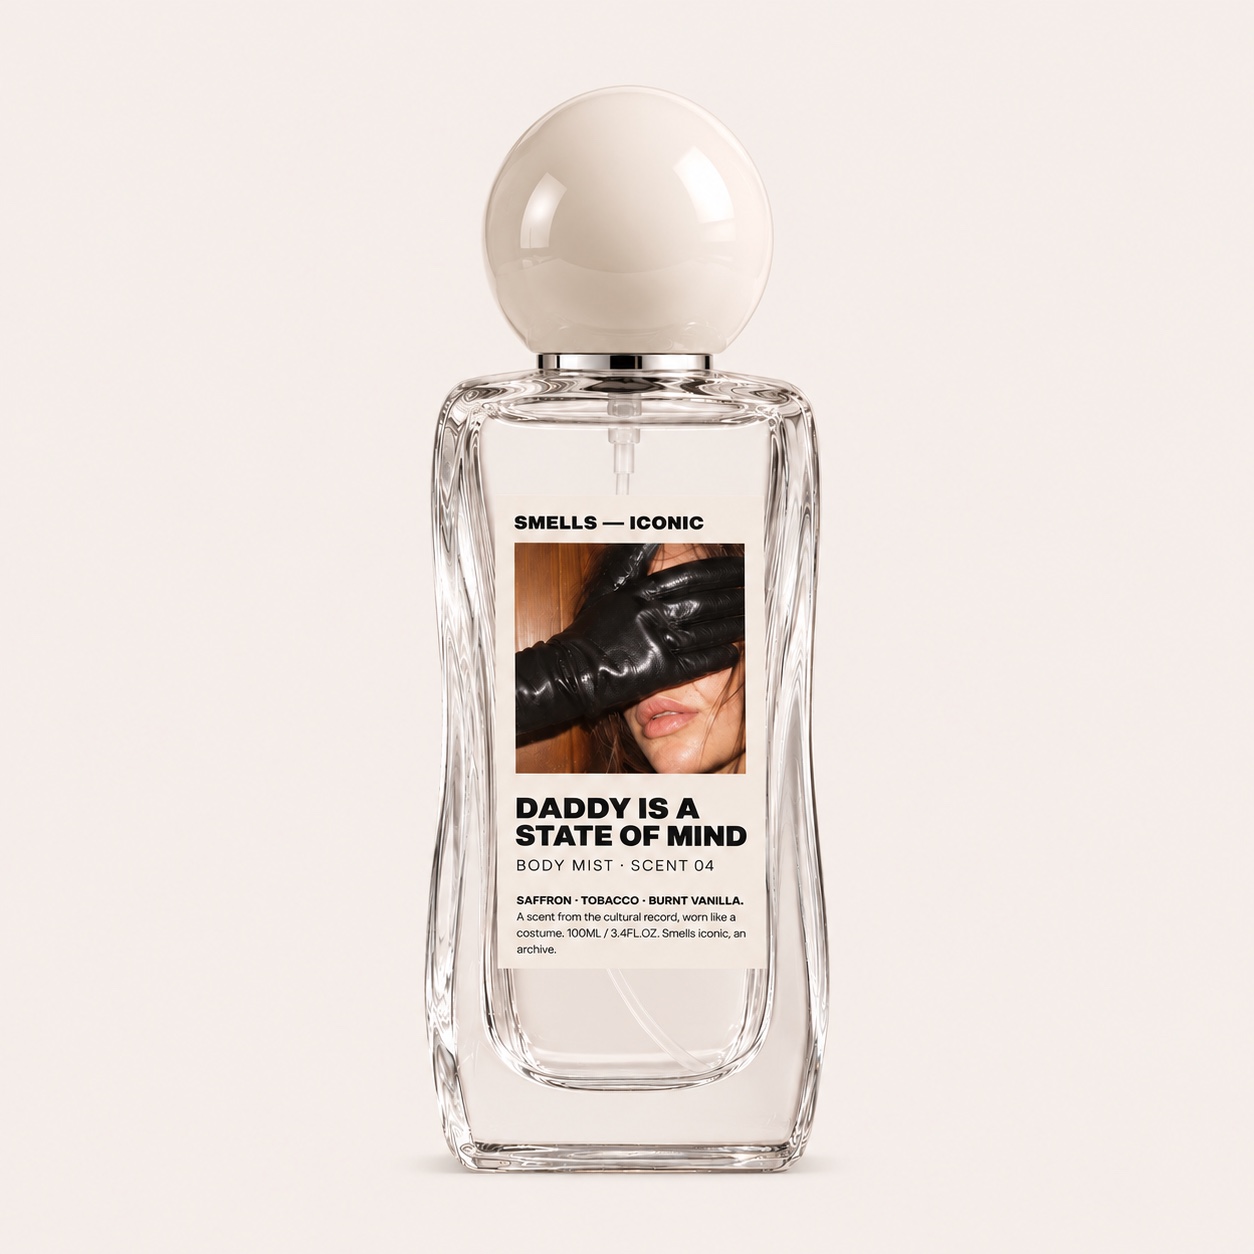 SMELLS — ICONIC
DADDY IS A
STATE OF MIND
BODY MIST · SCENT 04
SAFFRON · TOBACCO · BURNT VANILLA.
A scent from the cultural record, worn like a
costume. 100ML / 3.4FL.OZ. Smells iconic, an
archive.